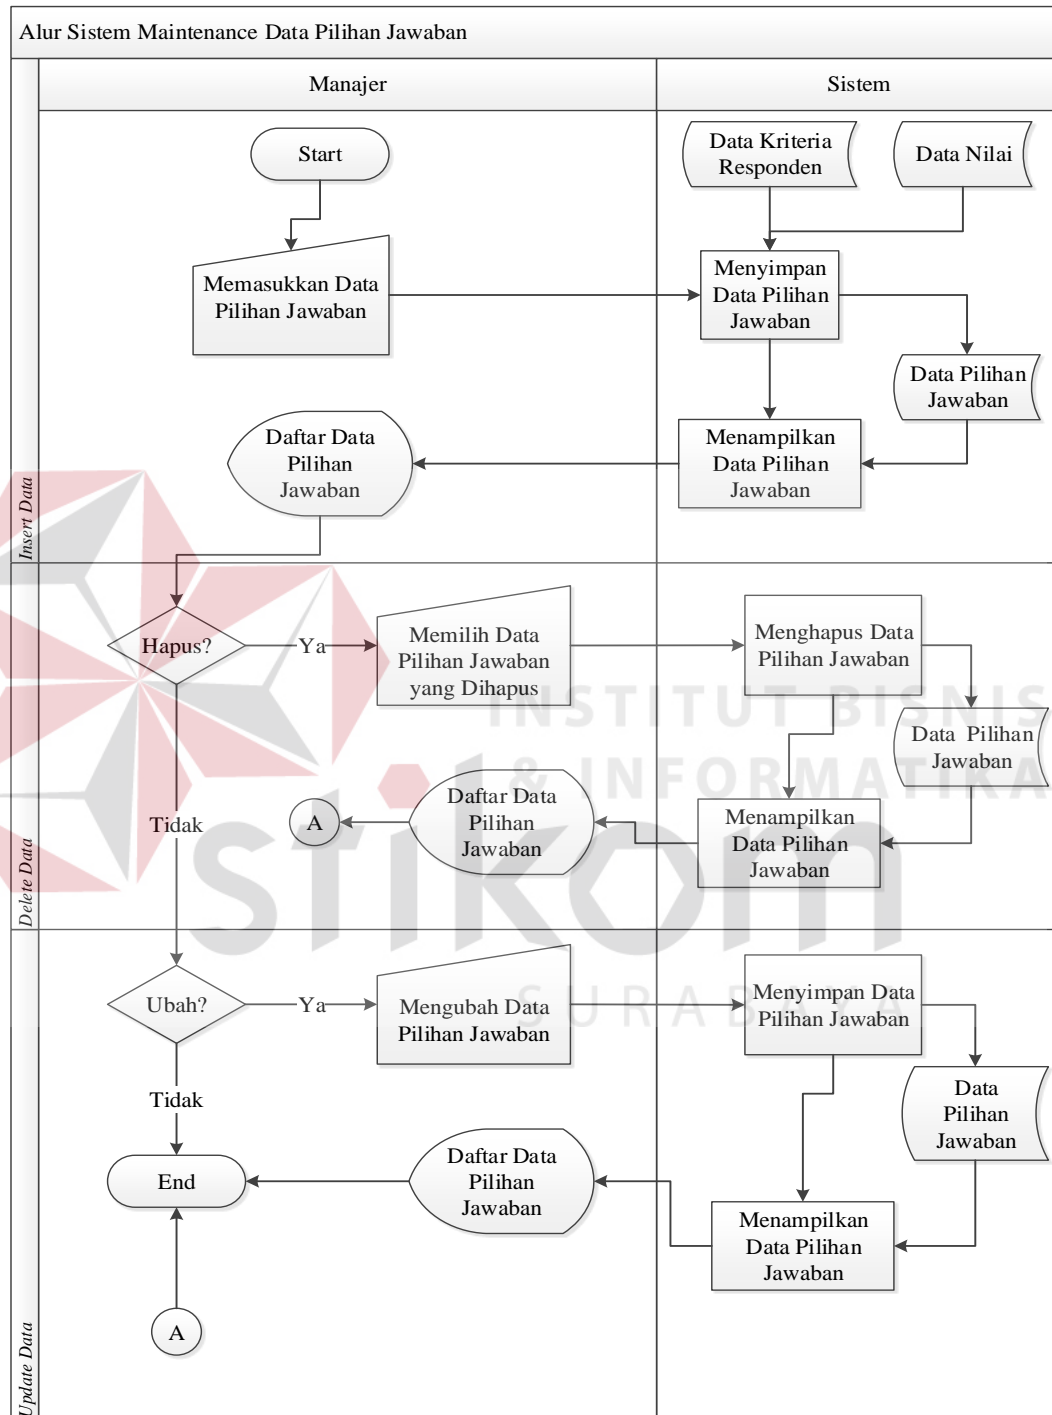 Alur Sistem Maintenance Data Pilihan Jawaban
Manajer
Sistem
Insert Data
Start
Data Kriteria
Responden
Data Nilai
Memasukkan Data
Pilihan Jawaban
Menyimpan
Data Pilihan
Jawaban
Data Pilihan
Jawaban
Daftar Data
Pilihan
Jawaban
Menampilkan
Data Pilihan
Jawaban
Delete Data
Hapus?
Ya
Memilih Data
Pilihan Jawaban
yang Dihapus
Menghapus Data
Pilihan Jawaban
INSTITUT BISNIS
& INFORMATIKA
Data Pilihan
Jawaban
Tidak
A
Daftar Data
Pilihan
Jawaban
Menampilkan
Data Pilihan
Jawaban
stikom
SURABAYA
Update Data
Ubah?
Ya
Mengubah Data
Pilihan Jawaban
Menyimpan Data
Pilihan Jawaban
Data
Pilihan
Jawaban
Tidak
End
Daftar Data
Pilihan
Jawaban
Menampilkan
Data Pilihan
Jawaban
A